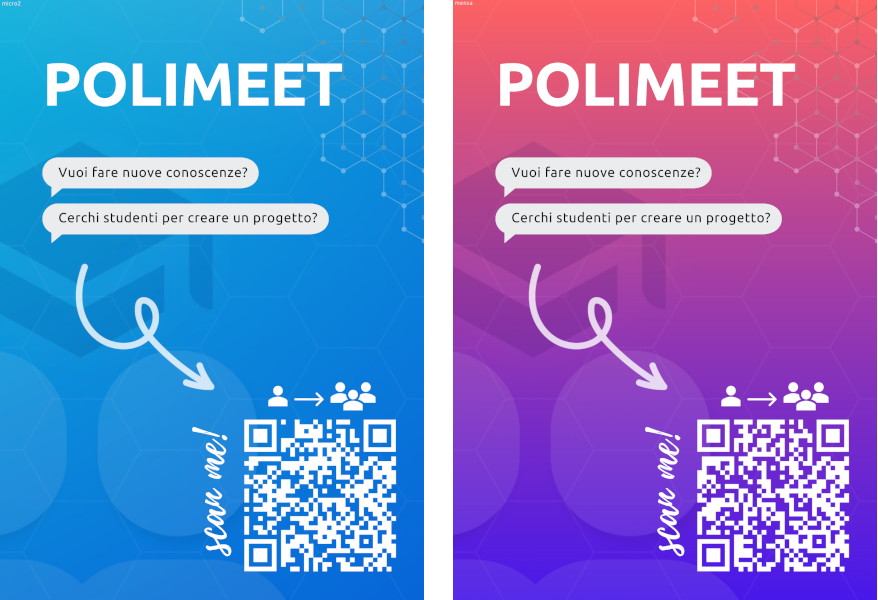 micro2
POLIMEET
Vuoi fare nuove conoscenze?
Cerchi studenti per creare un progetto?
scan me!
mensa
POLIMEET
Vuoi fare nuove conoscenze?
Cerchi studenti per creare un progetto?
scan me!